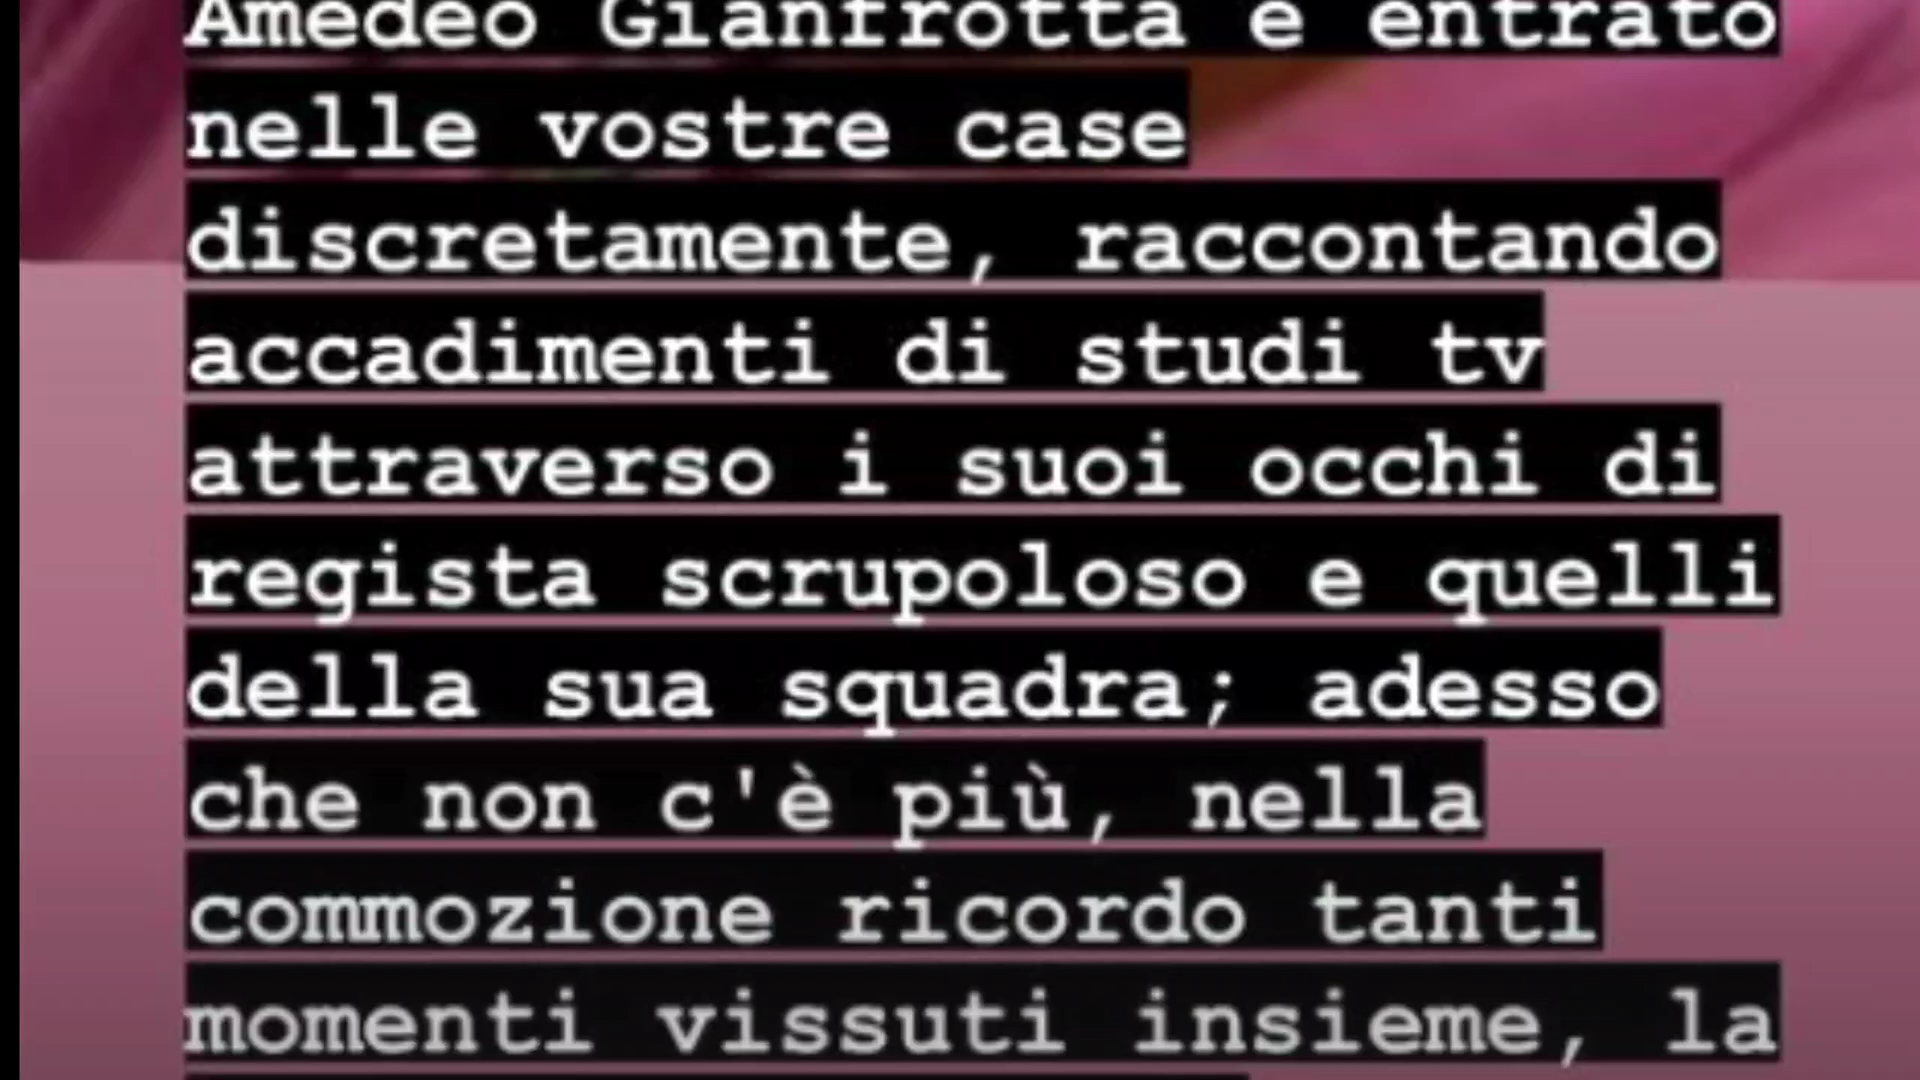 Amedeo Gianfrotta è entrato
nelle vostre case
discretamente, raccontando
accadimenti di studi tv
attraverso i suoi occhi di
regista scrupoloso e quelli
della sua squadra; adesso
che non c'è più, nella
commozione ricordo tanti
momenti vissuti insieme, la